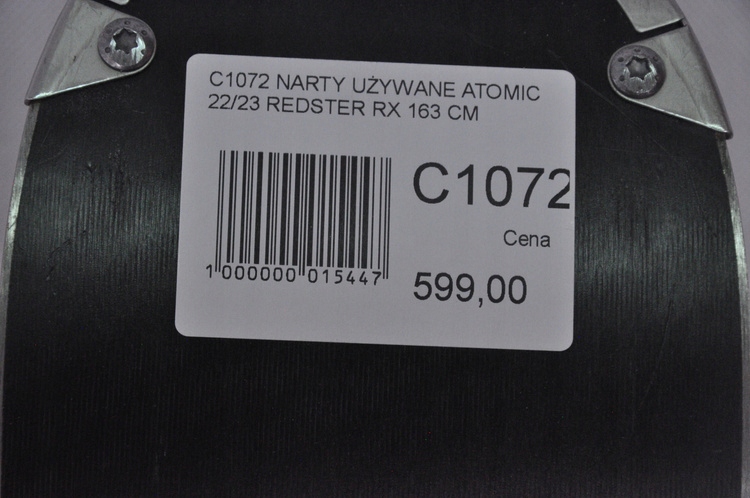 C1072 NARTY UŻYWANE ATOMIC
22/23 REDSTER RX 163 CM
C1072
Cena
599,00
1 000000 015447